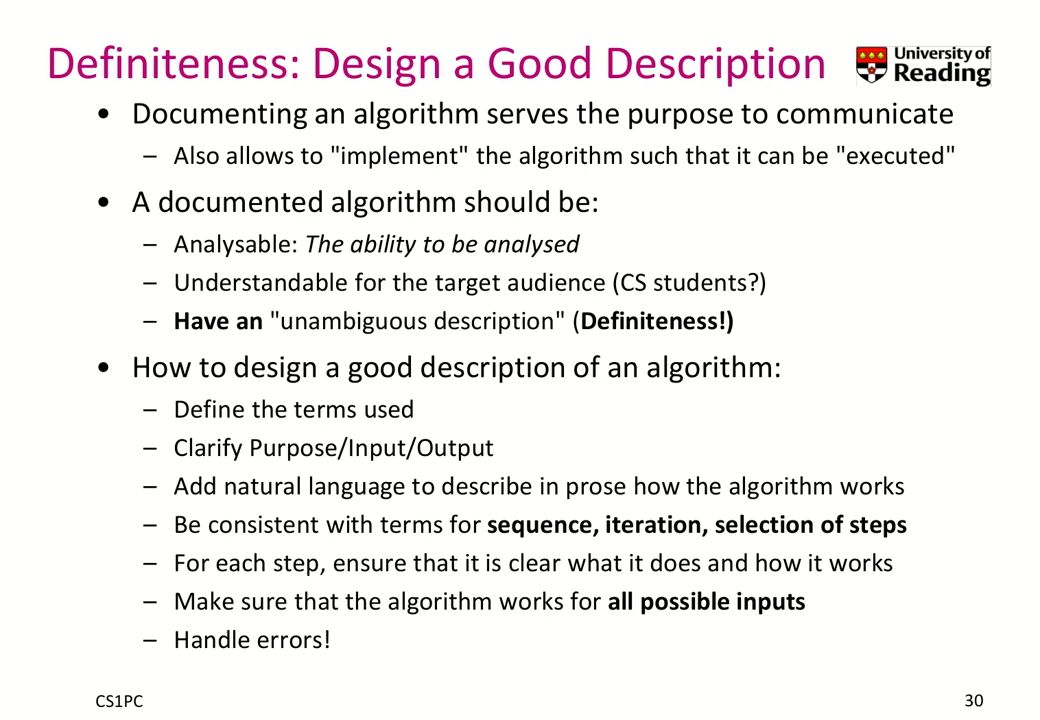 Definiteness: Design a Good Description
University of
Reading
• Documenting an algorithm serves the purpose to communicate
– Also allows to "implement" the algorithm such that it can be "executed"
• A documented algorithm should be:
– Analysable: The ability to be analysed
– Understandable for the target audience (CS students?)
– Have an "unambiguous description" (Definiteness!)
• How to design a good description of an algorithm:
– Define the terms used
– Clarify Purpose/Input/Output
– Add natural language to describe in prose how the algorithm works
– Be consistent with terms for sequence, iteration, selection of steps
– For each step, ensure that it is clear what it does and how it works
– Make sure that the algorithm works for all possible inputs
– Handle errors!
CS1PC
30